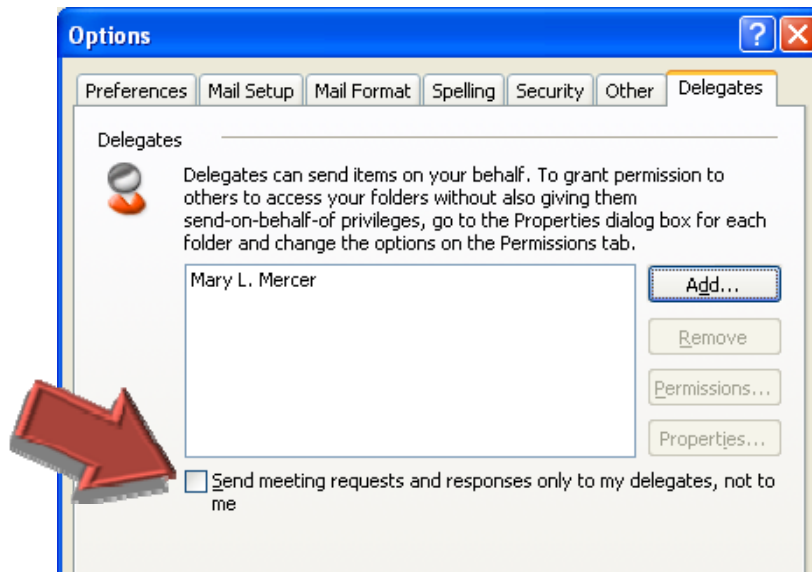 Options
?
Preferences Mail Setup Mail Format Spelling Security Other Delegates
Delegates
Delegates can send items on your behalf. To grant permission to
others to access your folders without also giving them
send-on-behalf-of privileges, go to the Properties dialog box for each
folder and change the options on the Permissions tab.
Mary L. Mercer
Add...
Remove
Permissions...
Properties...
Send meeting requests and responses only to my delegates, not to
me